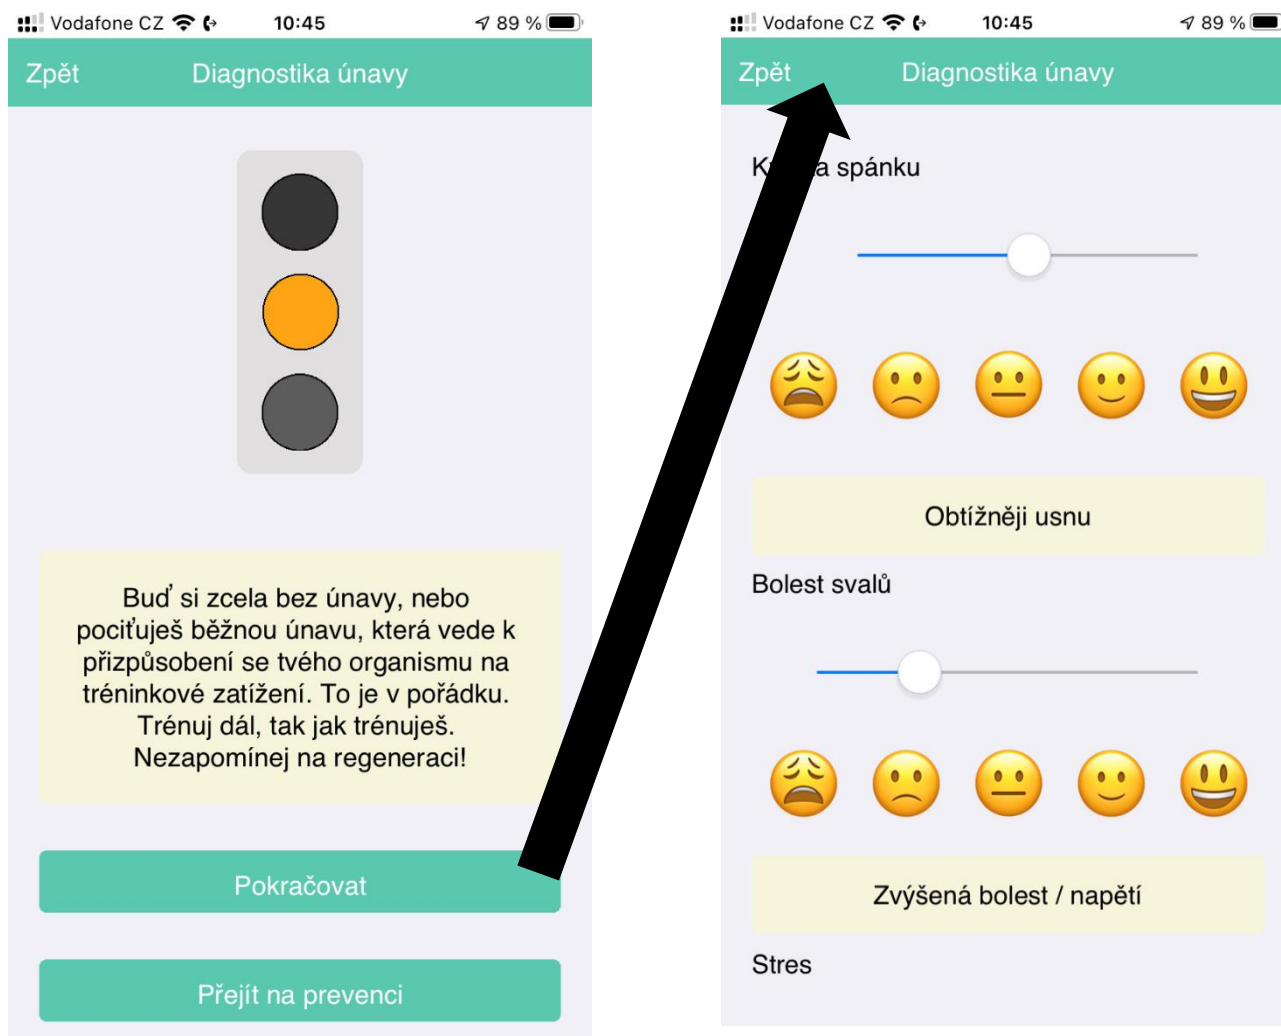 Vodafone CZ 10:45 89 %
Zpět Diagnostika únavy
Buď si zcela bez únavy, nebo
pociťuješ běžnou únavu, která vede k
přizpůsobení se tvého organismu na
tréninkové zatížení. To je v pořádku.
Trénuj dál, tak jak trénuješ.
Nezapomínej na regeneraci!
Pokračovat
Přejít na prevenci
Vodafone CZ 10:45 89 %
Zpět Diagnostika únavy
spánku
Obtížněji usnu
Bolest svalů
Zvýšená bolest / napětí
Stres